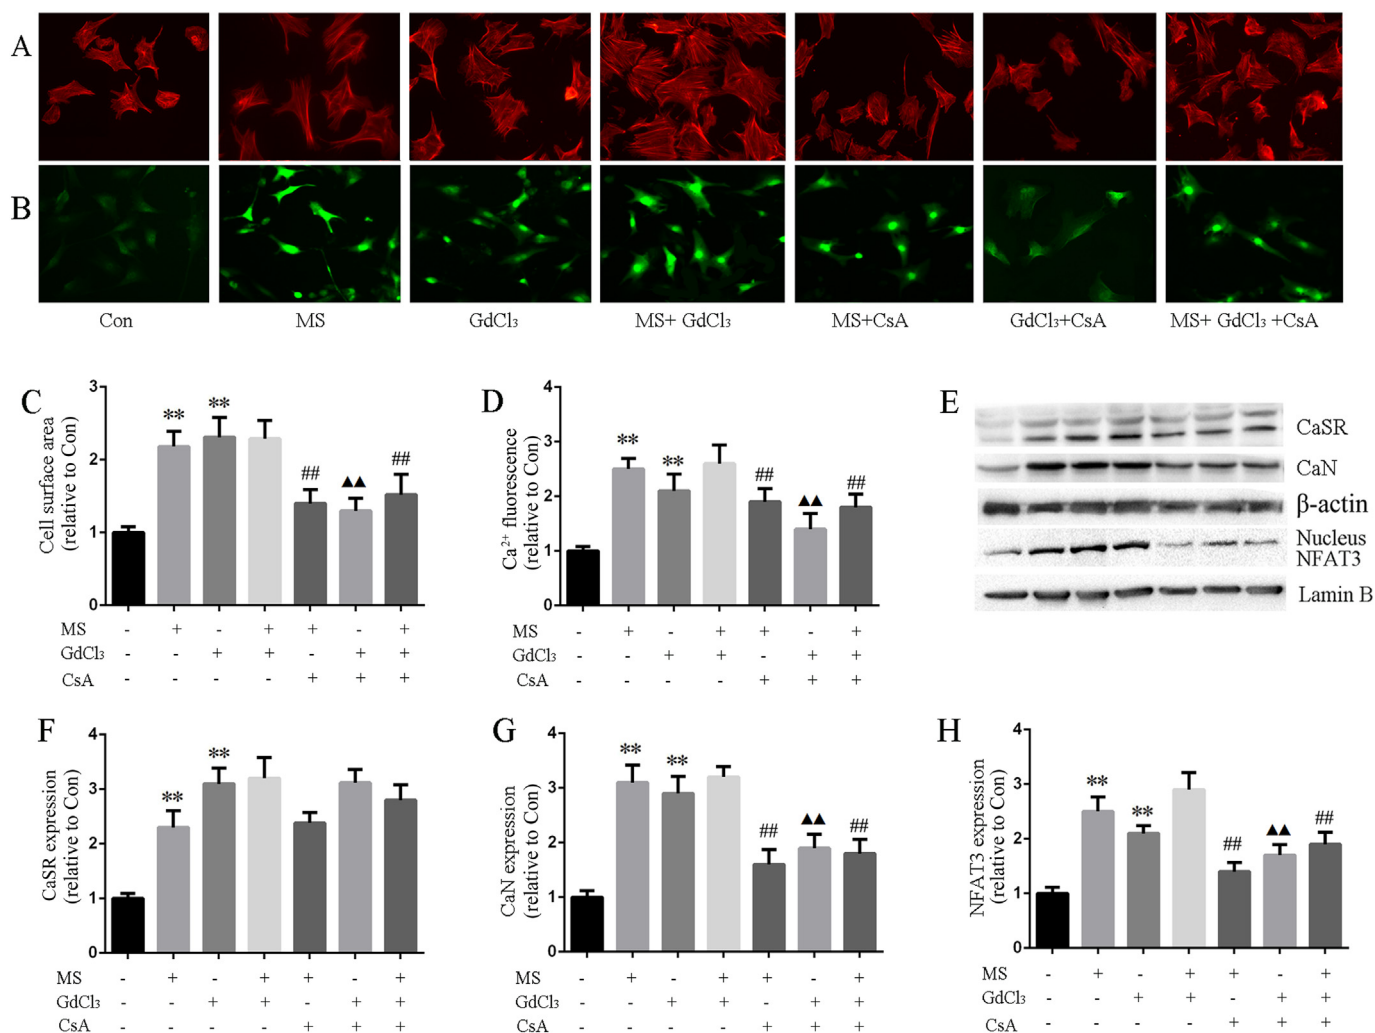 A
B
Con
MS
GdCl₃
MS+ GdCl₃
MS+CsA
GdCl₃+CsA
MS+ GdCl₃ +CsA
C
Cell surface area
(relative to Con)
3
2
1
0
** ** ## ▲▲ ##
MS - + - + + - +
GdCl₃ - - + + - + +
CsA - - - - + + +
D
Ca²⁺ fluorescence
(relative to Con)
4
3
2
1
0
** ** ## ▲▲ ##
MS - + - + + - +
GdCl₃ - - + + - + +
CsA - - - - + + +
E
CaSR
CaN
β-actin
Nucleus
NFAT3
Lamin B
F
CaSR expression
(relative to Con)
4
3
2
1
0
** **
MS - + - + + - +
GdCl₃ - - + + - + +
CsA - - - - + + +
G
CaN expression
(relative to Con)
4
3
2
1
0
** ** ## ▲▲ ##
MS - + - + + - +
GdCl₃ - - + + - + +
CsA - - - - + + +
H
NFAT3 expression
(relative to Con)
4
3
2
1
0
** ** ## ▲▲ ##
MS - + - + + - +
GdCl₃ - - + + - + +
CsA - - - - + + +